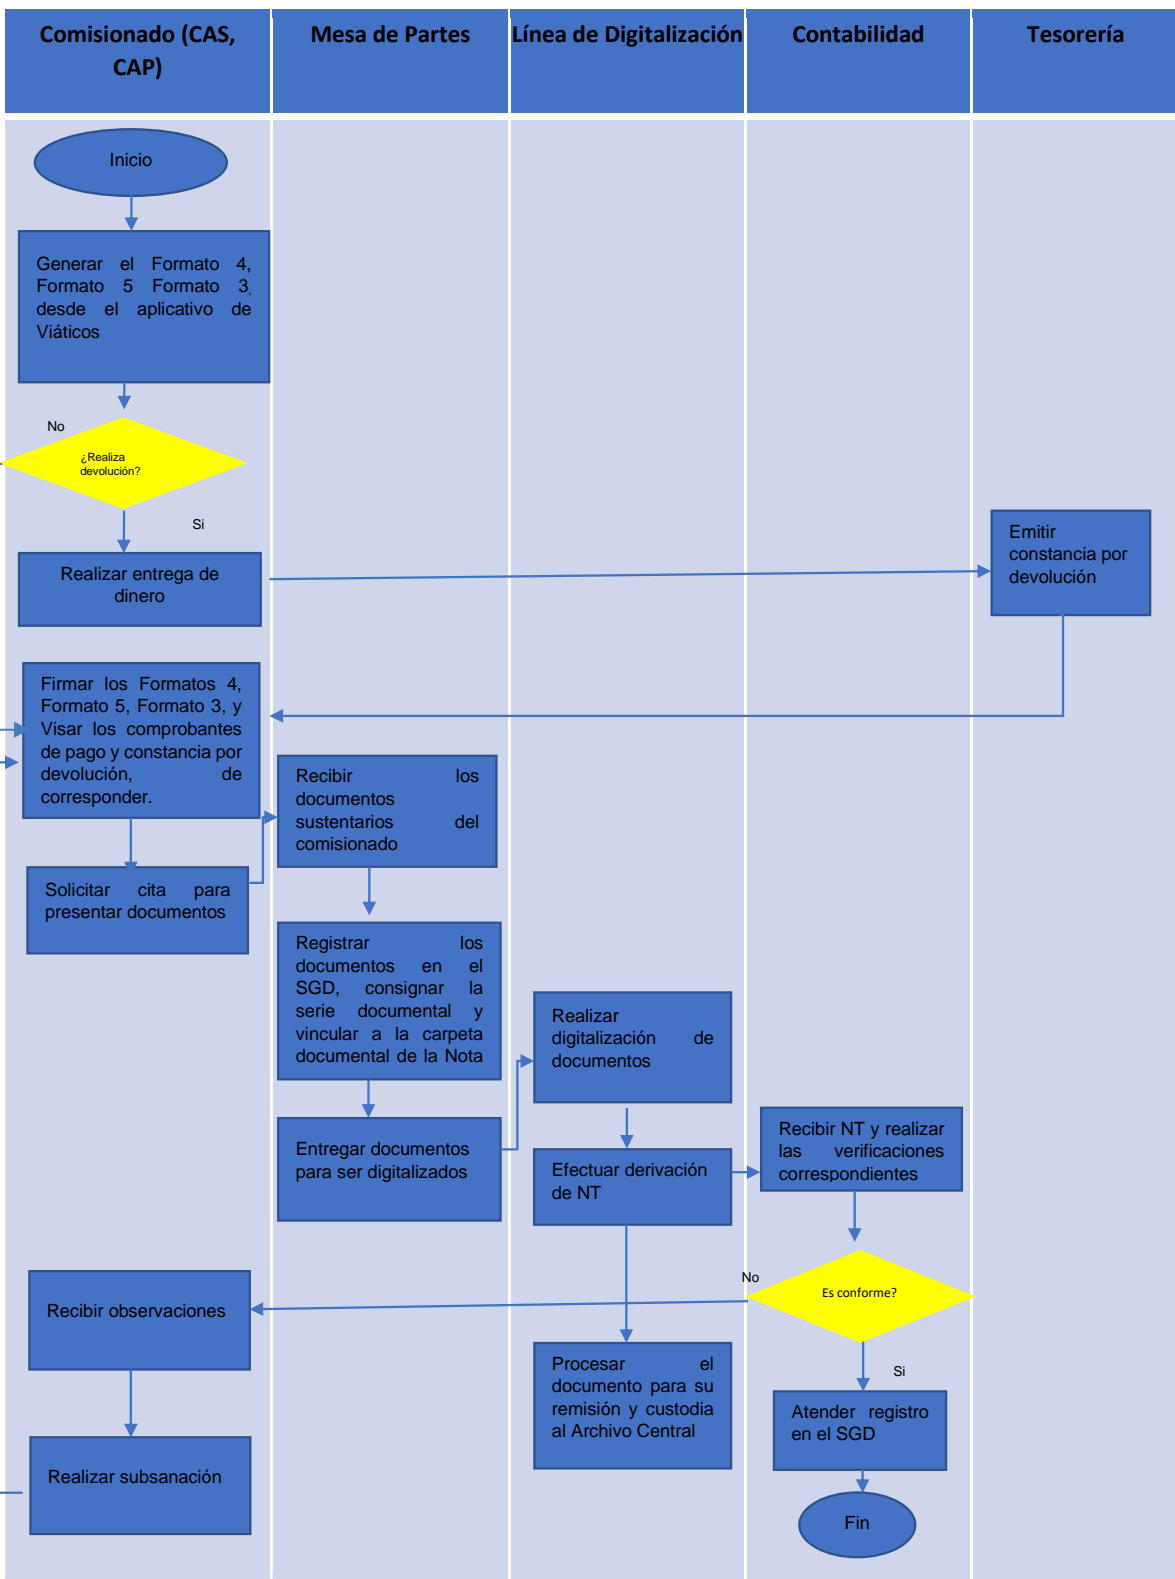 Comisionado (CAS,
CAP)
Mesa de Partes
Línea de Digitalización
Contabilidad
Tesorería
Inicio
Generar el Formato 4,
Formato 5 Formato 3,
desde el aplicativo de
Viáticos
No
¿Realiza
devolución?
Si
Realizar entrega de
dinero
Emitir
constancia por
devolución
Firmar los Formatos 4,
Formato 5, Formato 3, y
Visar los comprobantes
de pago y constancia por
devolución, de
corresponder.
Solicitar cita para
presentar documentos
Recibir los
documentos
sustentarios del
comisionado
Registrar los
documentos en el
SGD, consignar la
serie documental y
vincular a la carpeta
documental de la Nota
Entregar documentos
para ser digitalizados
Realizar
digitalización de
documentos
Efectuar derivación
de NT
Recibir NT y realizar
las verificaciones
correspondientes
No
Es conforme?
Si
Recibir observaciones
Procesar el
documento para su
remisión y custodia
al Archivo Central
Atender registro
en el SGD
Realizar subsanación
Fin